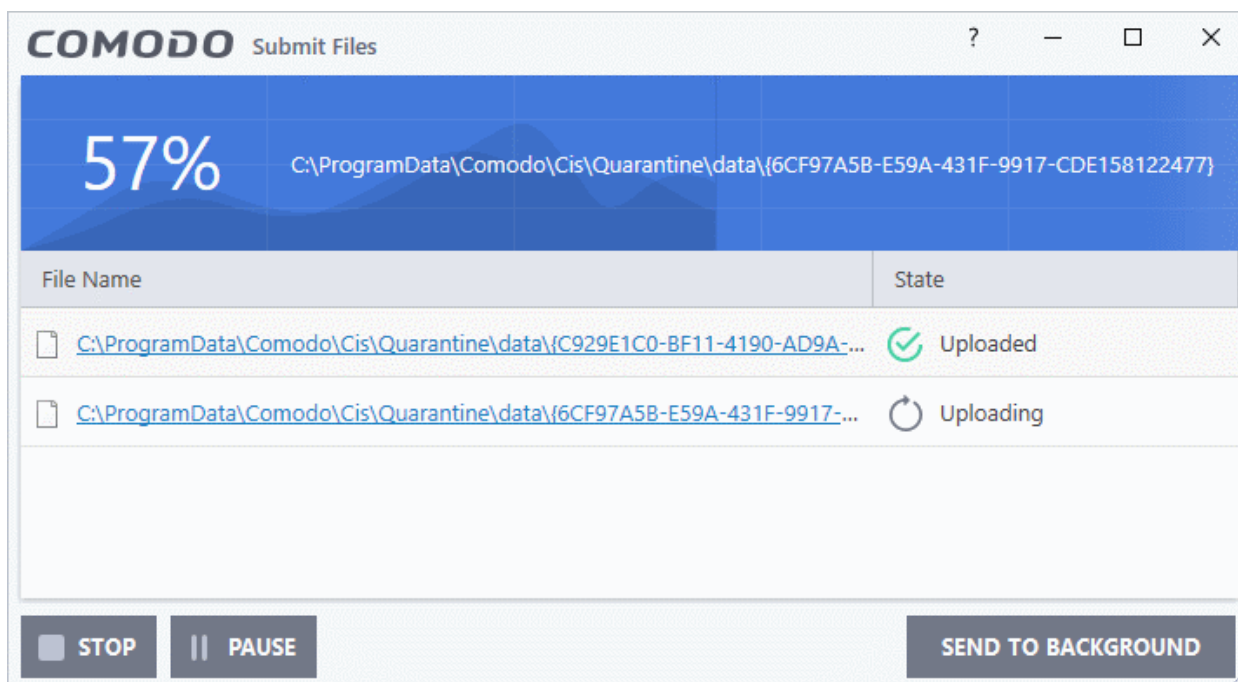 COMODO Submit Files ?
57% C:\ProgramData\Comodo\Cis\Quarantine\data\{6CF97A5B-E59A-431F-9917-CDE158122477}
File Name State
C:\ProgramData\Comodo\Cis\Quarantine\data\{C929E1C0-BF11-4190-AD9A-... Uploaded
C:\ProgramData\Comodo\Cis\Quarantine\data\{6CF97A5B-E59A-431F-9917-... Uploading
STOP PAUSE SEND TO BACKGROUND